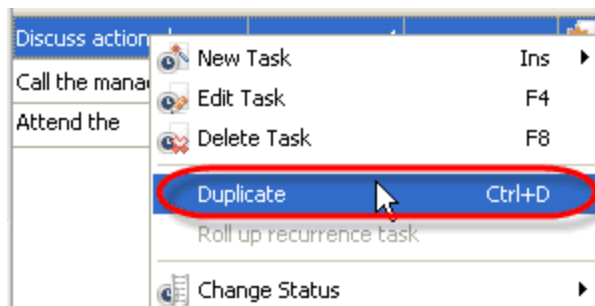 Discuss action
New Task Ins
Call the mana
Edit Task F4
Attend the
Delete Task F8
Duplicate Ctrl+D
Roll up recurrence task
Change Status